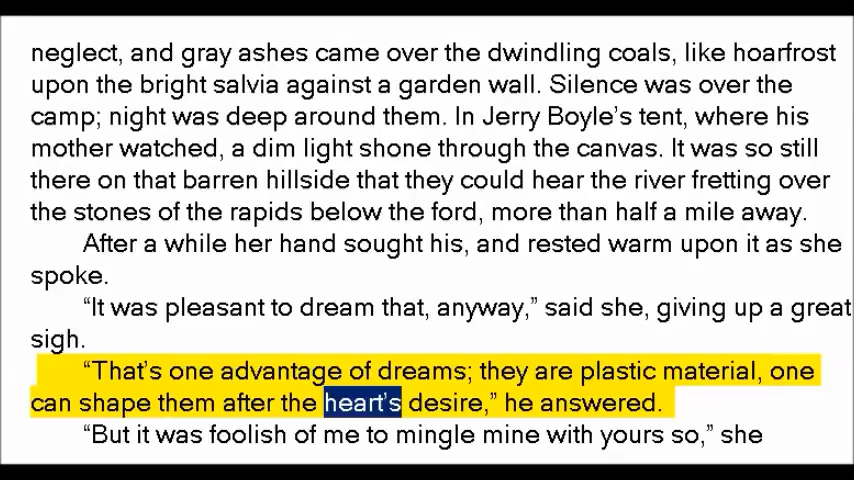 neglect, and gray ashes came over the dwindling coals, like hoarfrost
upon the bright salvia against a garden wall. Silence was over the
camp; night was deep around them. In Jerry Boyle’s tent, where his
mother watched, a dim light shone through the canvas. It was so still
there on that barren hillside that they could hear the river fretting over
the stones of the rapids below the ford, more than half a mile away.
After a while her hand sought his, and rested warm upon it as she
spoke.
“It was pleasant to dream that, anyway,” said she, giving up a great
sigh.
“That’s one advantage of dreams; they are plastic material, one
can shape them after the heart’s desire,” he answered.
“But it was foolish of me to mingle mine with yours so,” she